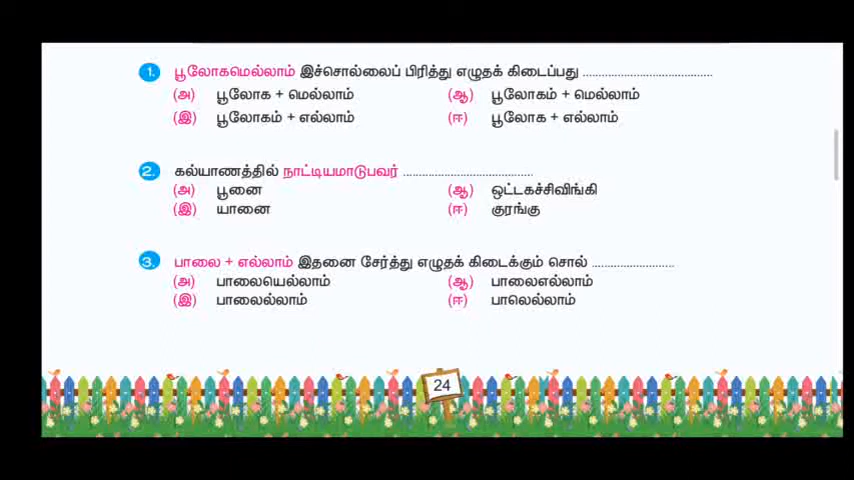 1. பூலோகமெல்லாம் இச்சொல்லைப் பிரித்து எழுதக் கிடைப்பது .......................................
(அ) பூலோக + மெல்லாம் (ஆ) பூலோகம் + மெல்லாம்
(இ) பூலோகம் + எல்லாம் (ஈ) பூலோக + எல்லாம்
2. கல்யாணத்தில் நாட்டியமாடுபவர் .......................................
(அ) பூனை (ஆ) ஒட்டகச்சிவிங்கி
(இ) யானை (ஈ) குரங்கு
3. பாலை + எல்லாம் இதனை சேர்த்து எழுதக் கிடைக்கும் சொல் .........................
(அ) பாலையெல்லாம் (ஆ) பாலைஎல்லாம்
(இ) பாலைல்லாம் (ஈ) பாலெல்லாம்
24